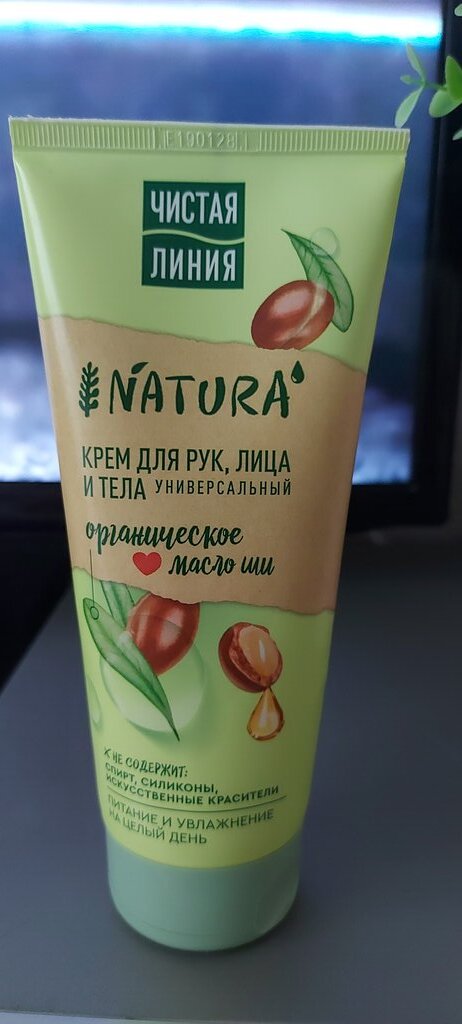 E190128L
ЧИСТАЯ
ЛИНИЯ
NATURA
КРЕМ ДЛЯ РУК, ЛИЦА
И ТЕЛА УНИВЕРСАЛЬНЫЙ
органическое
масло ши
НЕ СОДЕРЖИТ:
СПИРТ, СИЛИКОНЫ,
ИСКУССТВЕННЫЕ КРАСИТЕЛИ
ПИТАНИЕ И УВЛАЖНЕНИЕ
НА ЦЕЛЫЙ ДЕНЬ